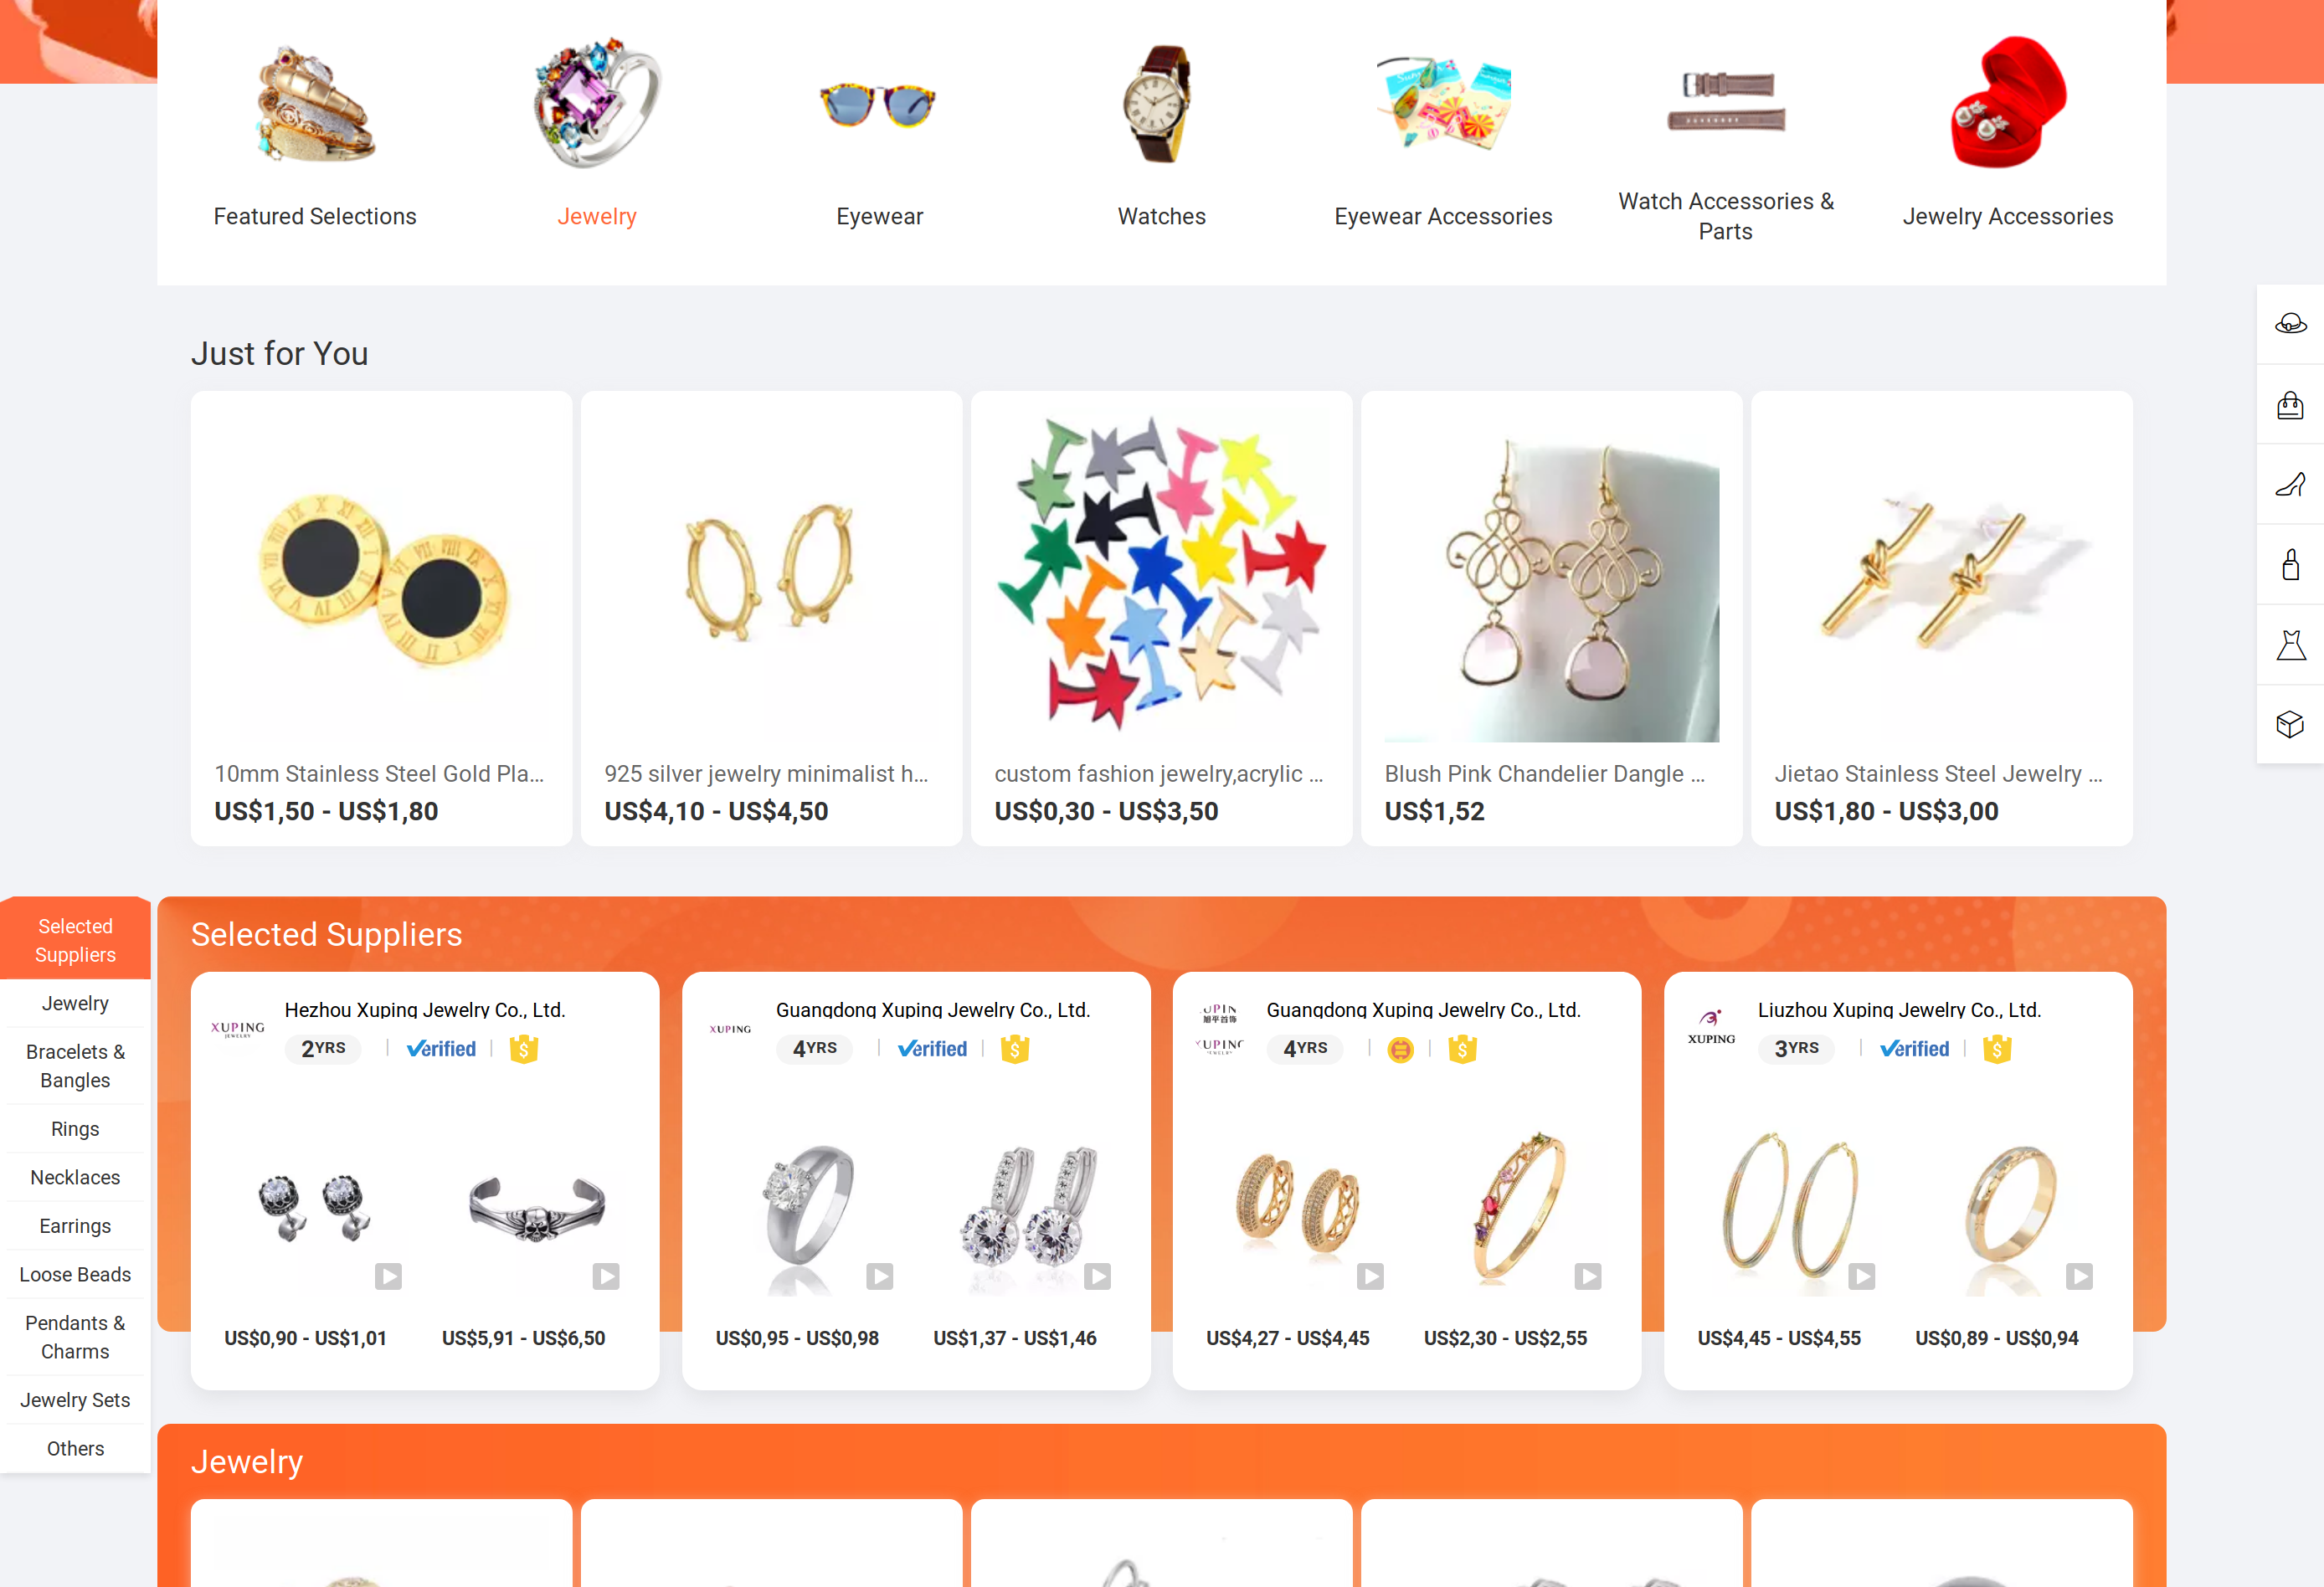 Featured Selections
Jewelry
Eyewear
Watches
Eyewear Accessories
Watch Accessories &
Parts
Jewelry Accessories
Just for You
10mm Stainless Steel Gold Pla...
US$1,50 - US$1,80
925 silver jewelry minimalist h...
US$4,10 - US$4,50
custom fashion jewelry,acrylic ...
US$0,30 - US$3,50
Blush Pink Chandelier Dangle ...
US$1,52
Jietao Stainless Steel Jewelry ...
US$1,80 - US$3,00
Selected
Suppliers
Jewelry
Bracelets &
Bangles
Rings
Necklaces
Earrings
Loose Beads
Pendants &
Charms
Jewelry Sets
Others
Selected Suppliers
XUPING
JEWELRY
Hezhou Xuping Jewelry Co., Ltd.
2YRS
Verified
US$0,90 - US$1,01
US$5,91 - US$6,50
XUPING
Guangdong Xuping Jewelry Co., Ltd.
4YRS
Verified
US$0,95 - US$0,98
US$1,37 - US$1,46
旭平首饰
Guangdong Xuping Jewelry Co., Ltd.
4YRS
US$4,27 - US$4,45
US$2,30 - US$2,55
XUPING
Liuzhou Xuping Jewelry Co., Ltd.
3YRS
Verified
US$4,45 - US$4,55
US$0,89 - US$0,94
Jewelry